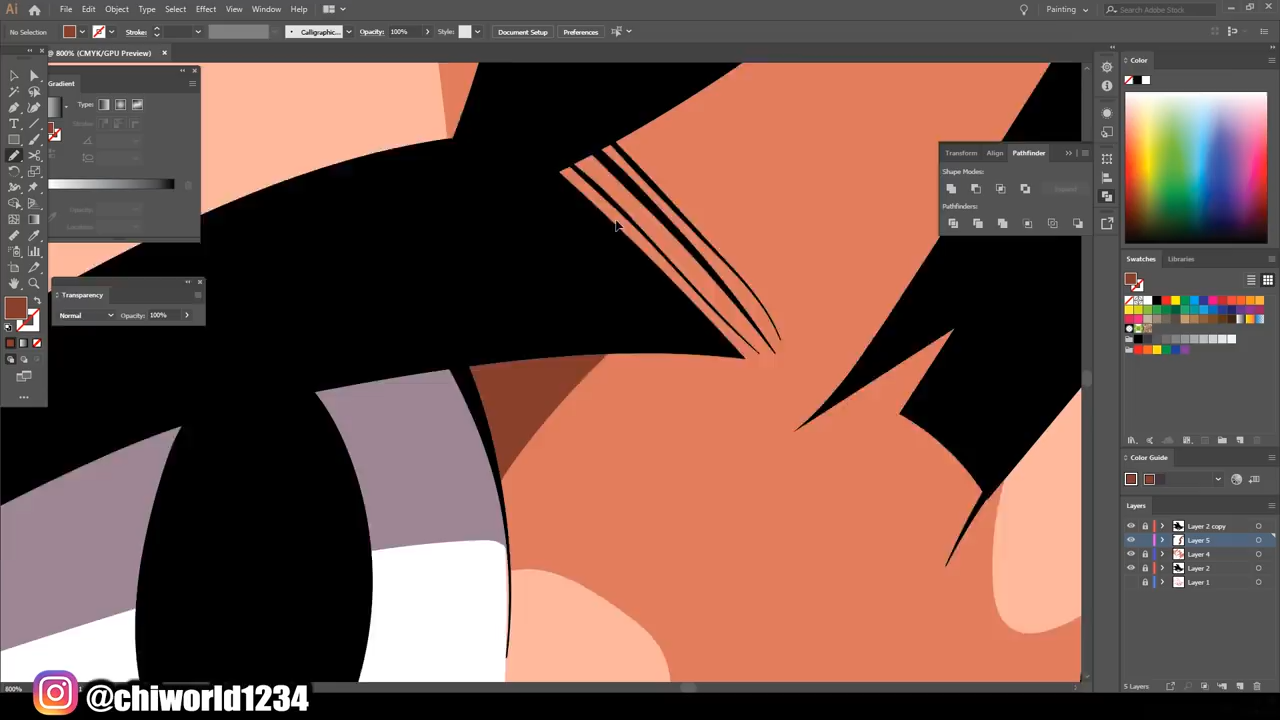 Ai File Edit Object Type Select Effect View Window Help Painting Search Adobe Stock
No Selection Stroke: Calligraphic... Opacity: 100% Style: Document Setup Preferences
@ 800% (CMYK/GPU Preview)
Gradient
Type:
Transparency
Normal Opacity: 100%
Transform Align Pathfinder
Shape Modes:
Expand
Pathfinders:
Color
Swatches Libraries
Color Guide
Layers
Layer 2 copy
Layer 5
Layer 4
Layer 2
Layer 1
5 Layers
800%
@chiworld1234